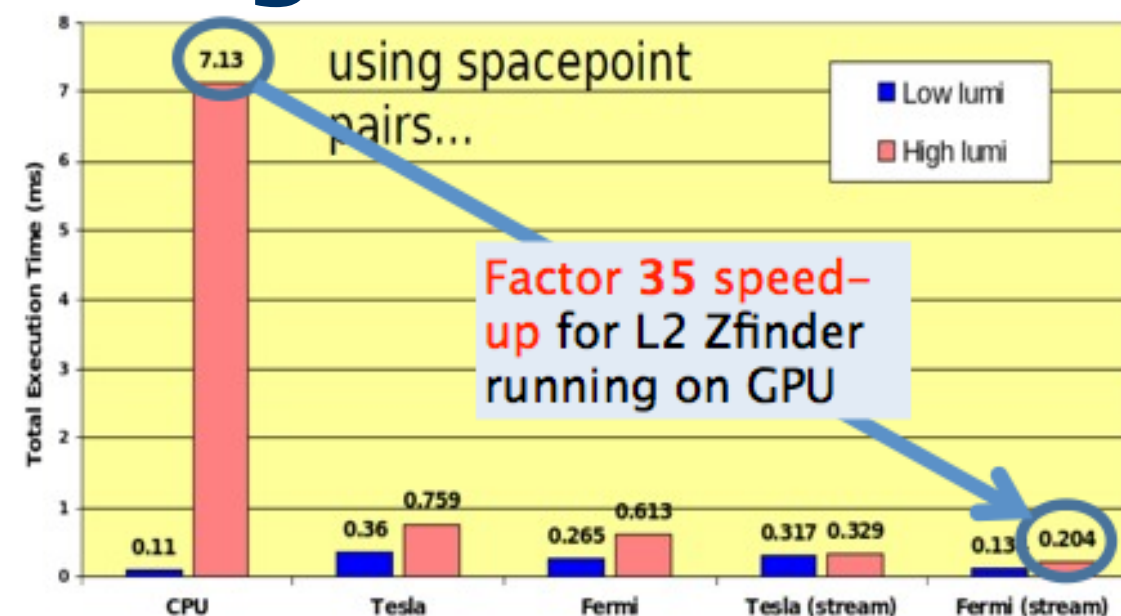 8
7
6
5
4
3
2
1
0
Total Execution Time (ms)
using spacepoint
pairs...
Low lumi
High lumi
Factor 35 speed-
up for L2 Zfinder
running on GPU
7.13
0.11
0.36
0.759
0.265
0.613
0.317
0.329
0.13
0.204
CPU
Tesla
Fermi
Tesla (stream)
Fermi (stream)